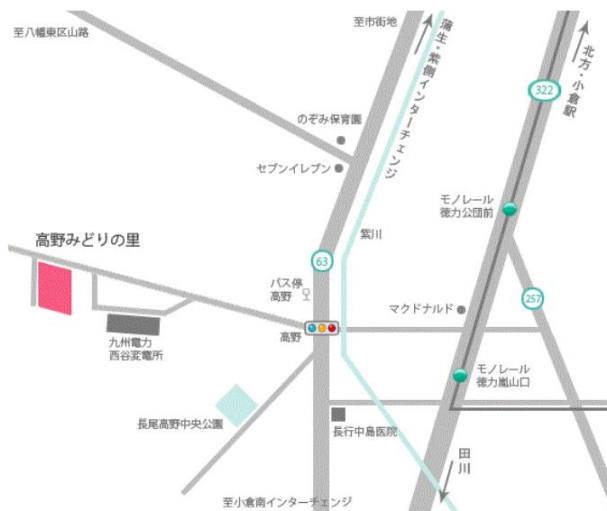 至八幡東区山路
至市街地
蒲生・紫側インターチェンジ
北方・小倉駅
322
のぞみ保育園
セブンイレブン
モノレール
徳力公団前
高野みどりの里
紫川
63
バス停
高野
257
マクドナルド
高野
九州電力
西谷変電所
モノレール
徳力嵐山口
長尾高野中央公園
長行中島医院
田川
至小倉南インターチェンジ